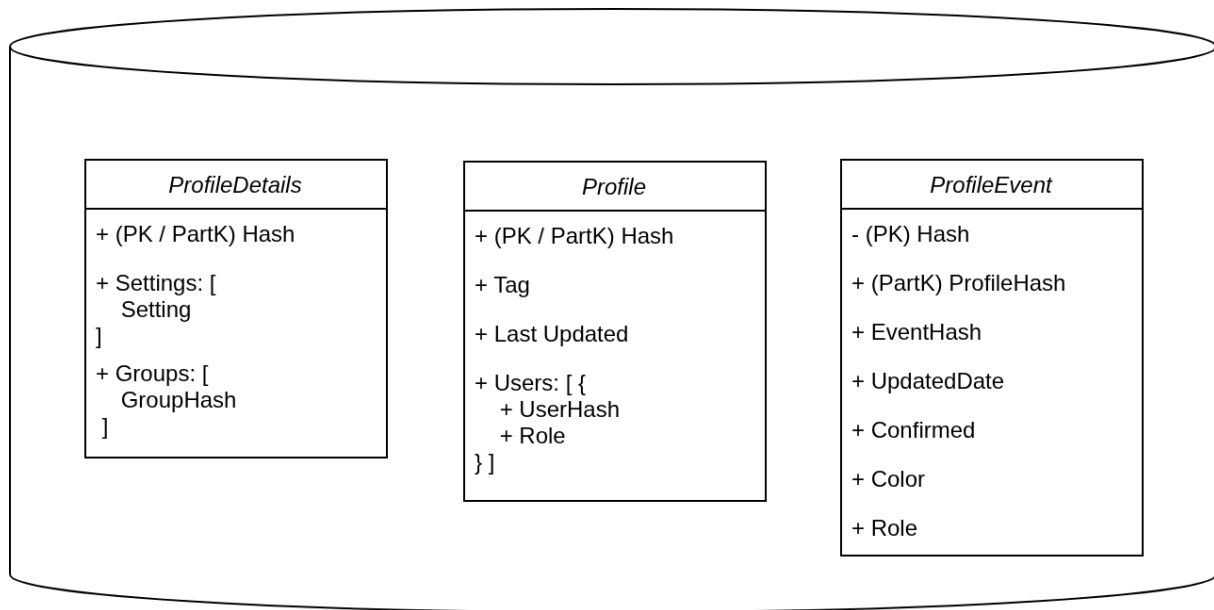 ProfileDetails
+ (PK / PartK) Hash
+ Settings: [
Setting
]
+ Groups: [
GroupHash
]
Profile
+ (PK / PartK) Hash
+ Tag
+ Last Updated
+ Users: [ {
+ UserHash
+ Role
} ]
ProfileEvent
- (PK) Hash
+ (PartK) ProfileHash
+ EventHash
+ UpdatedDate
+ Confirmed
+ Color
+ Role